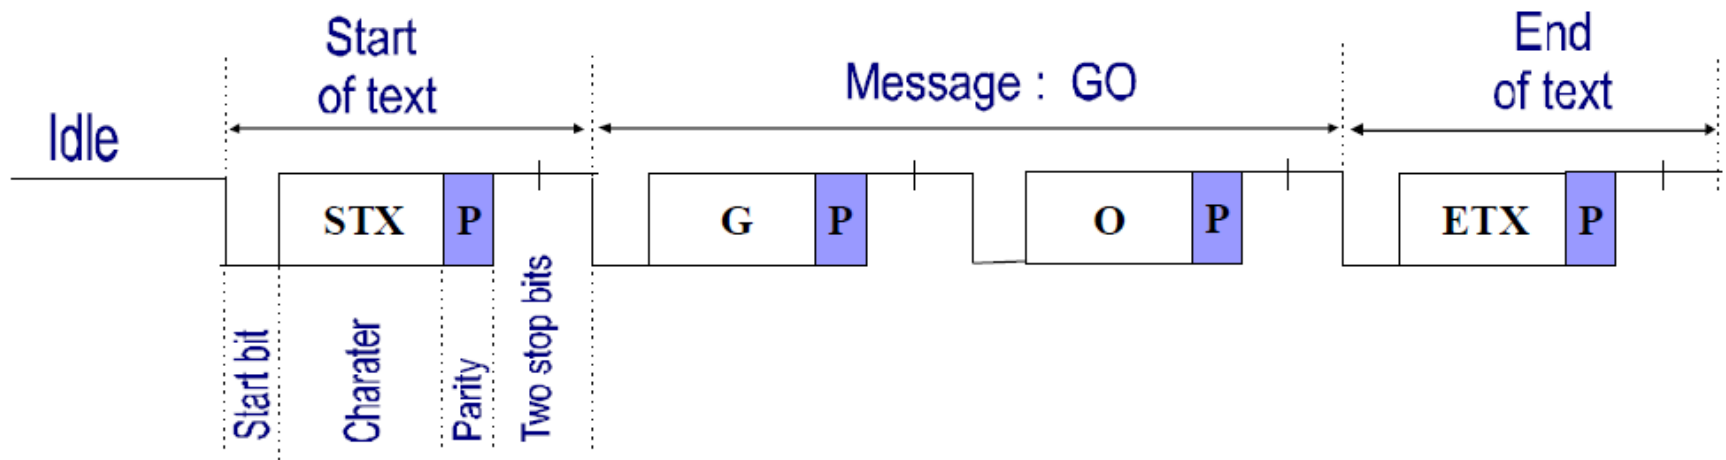 Idle
Start
of text
Message :  GO
End
of text
STX P
G P
O P
ETX P
Start bit
Charater
Parity
Two stop bits